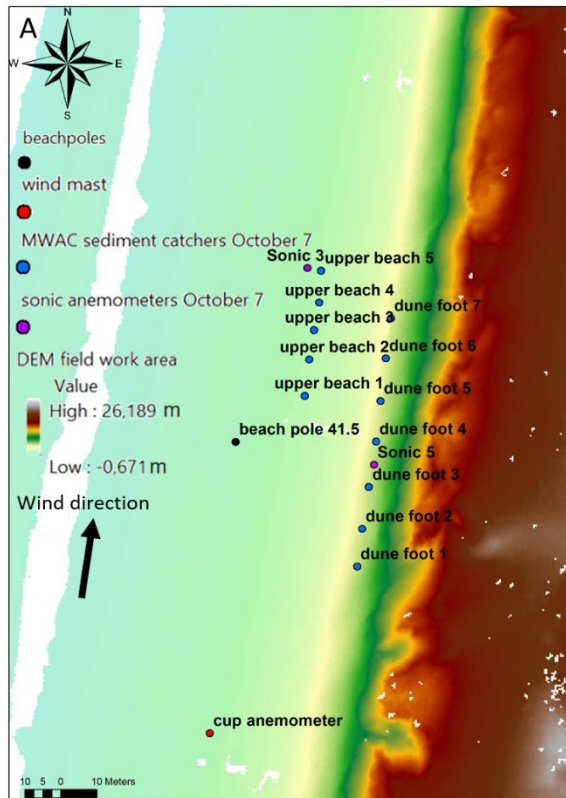 A
N
W E
S
beachpoles
wind mast
MWAC sediment catchers October 7
sonic anemometers October 7
DEM field work area
Value
High : 26,189 m
Low : -0,671 m
Wind direction
Sonic 3
upper beach 5
upper beach 4
dune foot 7
upper beach 3
upper beach 2
dune foot 6
upper beach 1
dune foot 5
beach pole 41.5
dune foot 4
Sonic 5
dune foot 3
dune foot 2
dune foot 1
cup anemometer
10 5 0 10 Meters